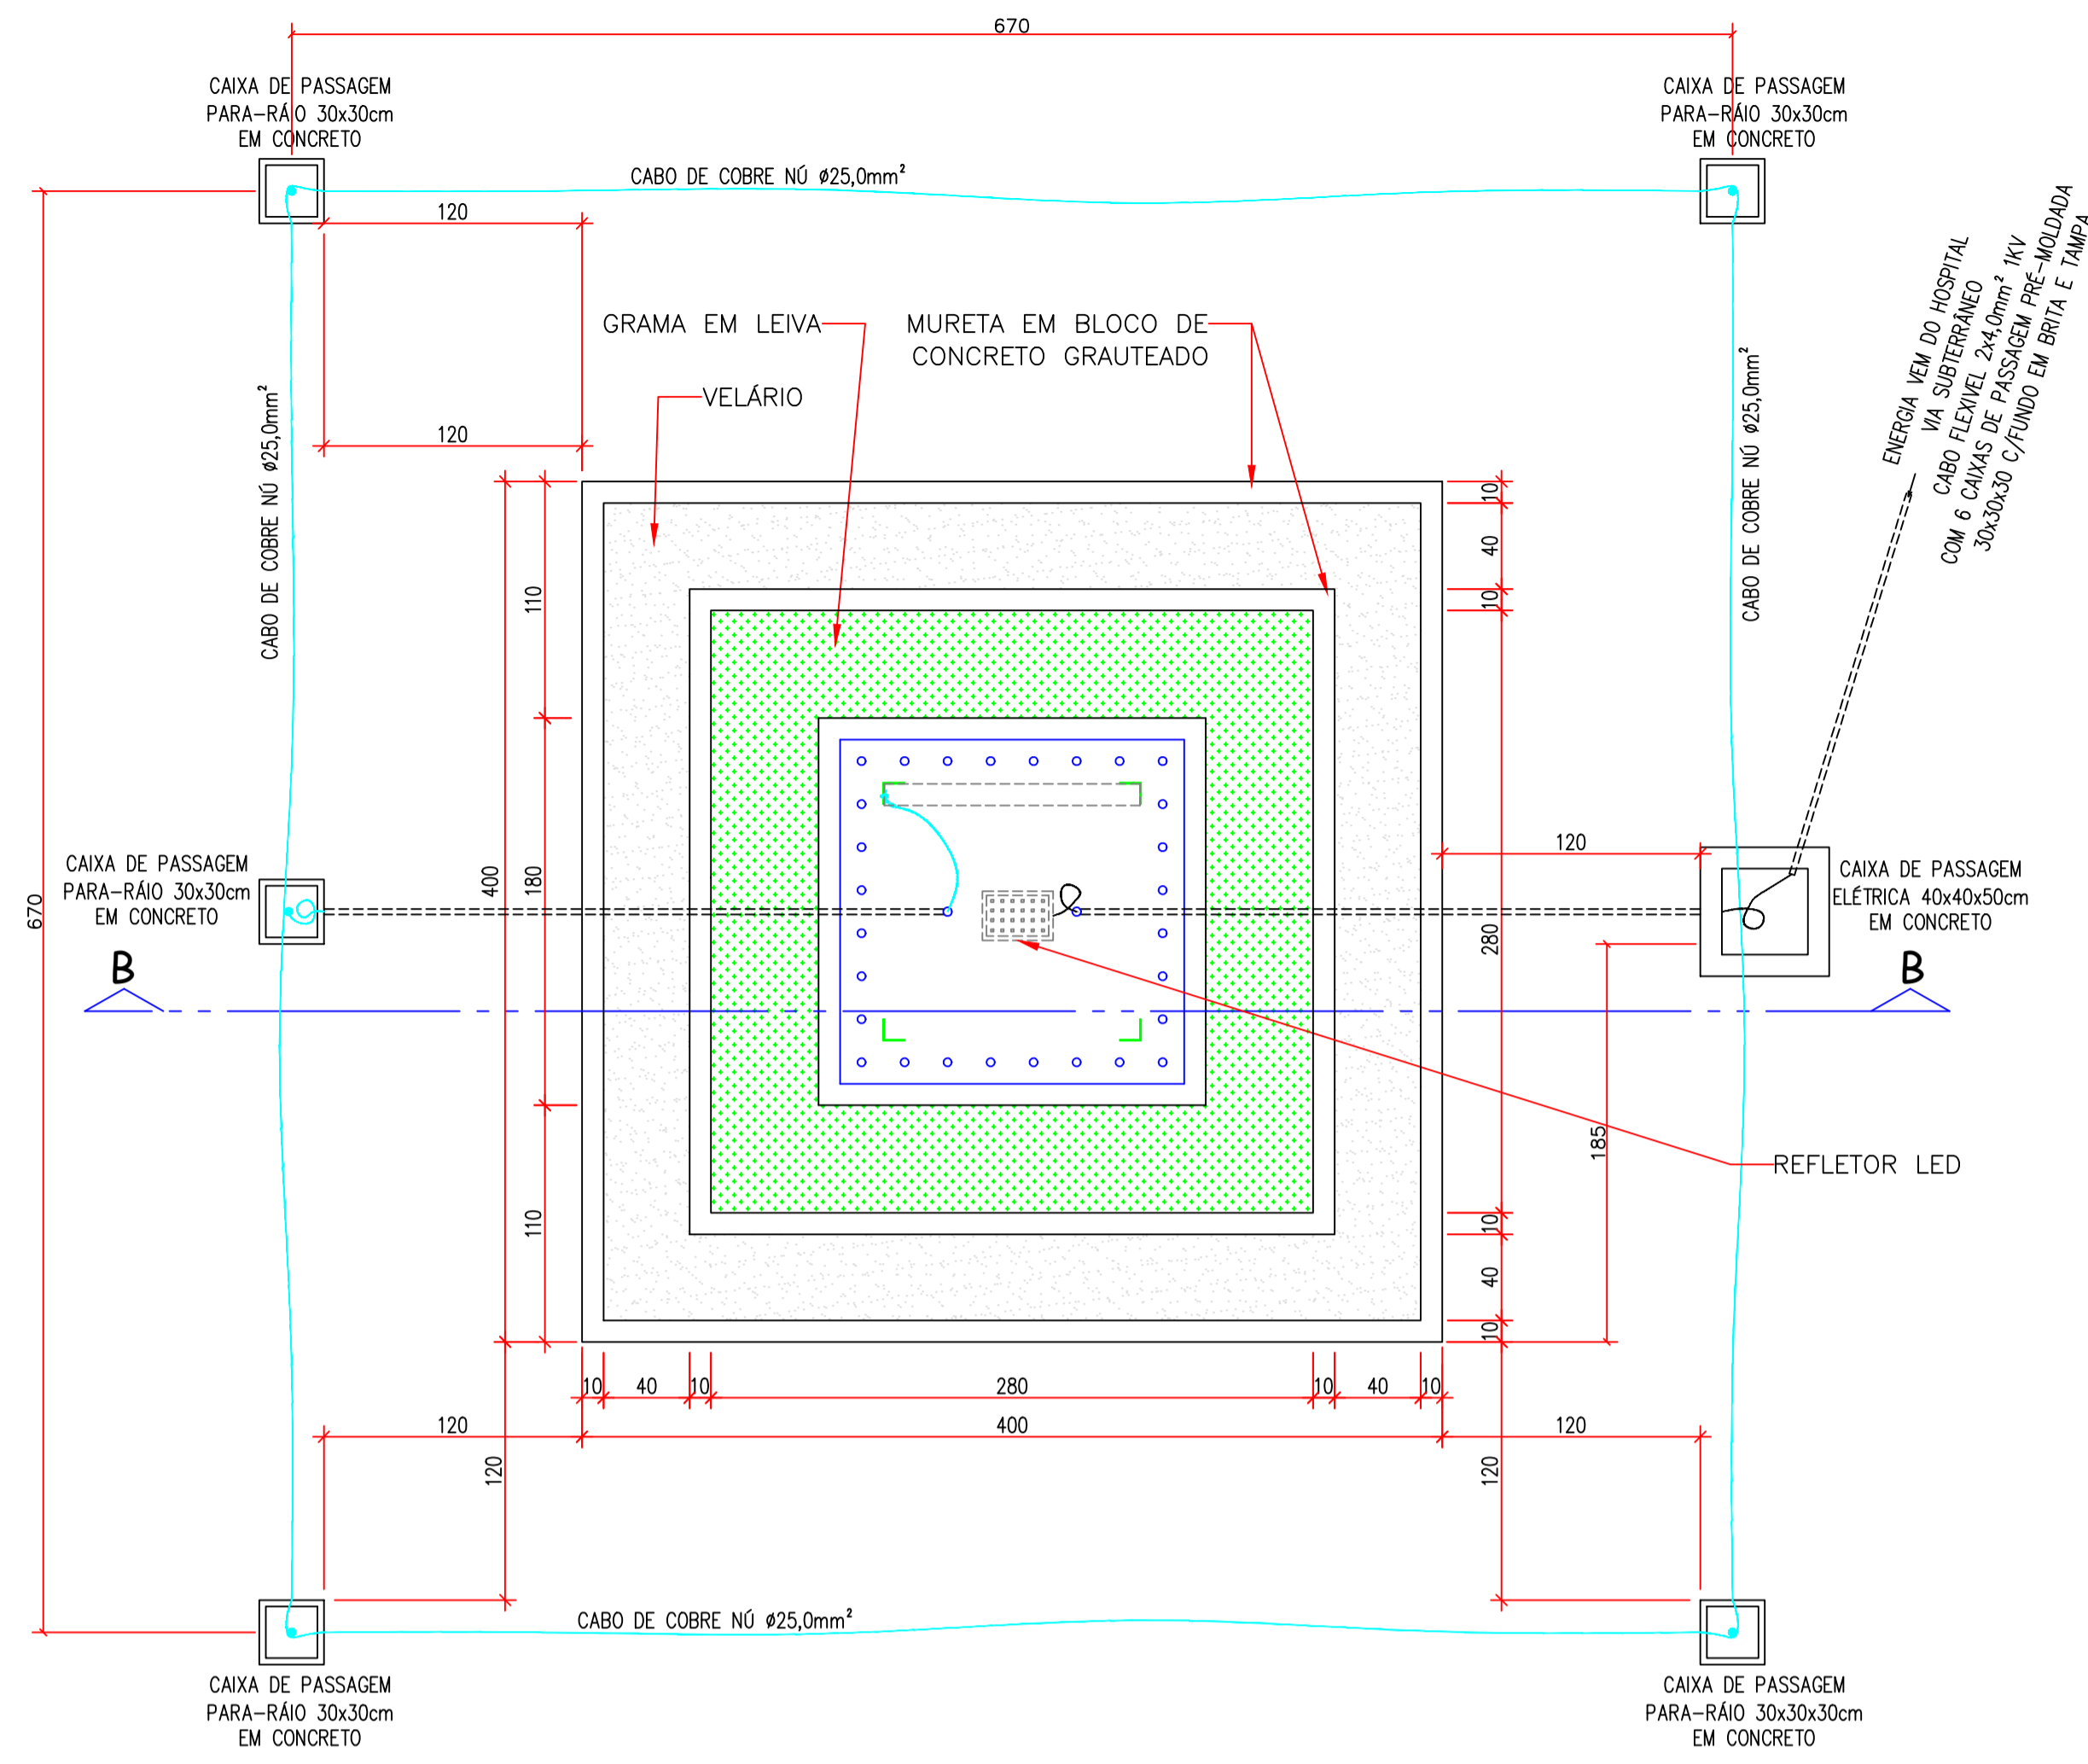 670
CAIXA DE PASSAGEM
PARA-RÁIO 30x30cm
EM CONCRETO
CAIXA DE PASSAGEM
PARA-RÁIO 30x30cm
EM CONCRETO
CABO DE COBRE NÚ ø25,0mm²
120
ENERGIA VEM DO HOSPITAL
VIA SUBTERRÂNEO
CABO FLEXIVEL 2x4,0mm² 1KV
COM 6 CAIXAS DE PASSAGEM PRÉ-MOLDADA
30x30x30 C/FUNDO EM BRITA E TAMPA
GRAMA EM LEIVA
MURETA EM BLOCO DE
CONCRETO GRAUTEADO
VELÁRIO
CABO DE COBRE NÚ ø25,0mm²
CABO DE COBRE NÚ ø25,0mm²
120
10
40
10
110
120
CAIXA DE PASSAGEM
PARA-RÁIO 30x30cm
EM CONCRETO
CAIXA DE PASSAGEM
ELÉTRICA 40x40x50cm
EM CONCRETO
670
400
180
280
B
B
185
REFLETOR LED
110
10
40
10
10
40
10
280
10
40
10
120
400
120
120
120
CABO DE COBRE NÚ ø25,0mm²
CAIXA DE PASSAGEM
PARA-RÁIO 30x30cm
EM CONCRETO
CAIXA DE PASSAGEM
PARA-RÁIO 30x30x30cm
EM CONCRETO